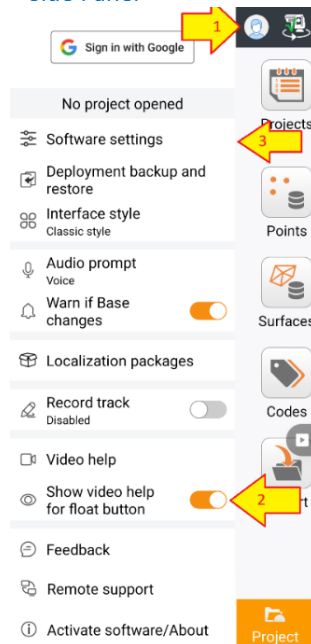 Side Panel
Sign in with Google
1
No project opened
Projects
Software settings
3
Deployment backup and
restore
Interface style
Classic style
Points
Audio prompt
Voice
Warn if Base
changes
Surfaces
Localization packages
Codes
Record track
Disabled
Video help
Show video help
for float button
2
Feedback
Remote support
Activate software/About
Project